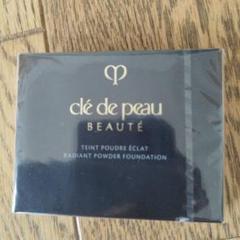 clé de peau
BEAUTÉ
TEINT POUDRE ÉCLAT
RADIANT POWDER FOUNDATION